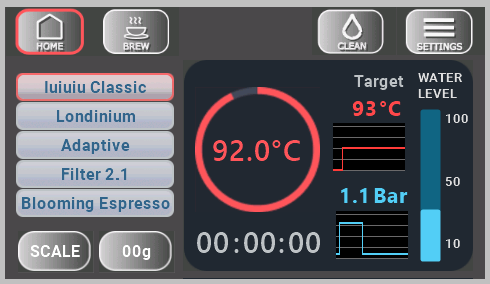 HOME
BREW
CLEAN
SETTINGS
Iuiuiu Classic
Londinium
Adaptive
Filter 2.1
Blooming Espresso
SCALE
00g
92.0°C
00:00:00
Target
93°C
1.1 Bar
WATER
LEVEL
100
50
10